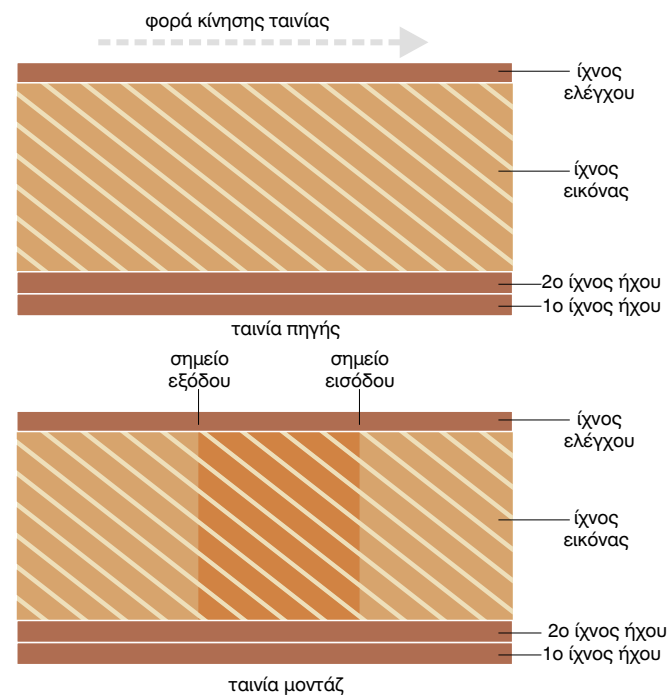 φορά κίνησης ταινίας
ίχνος
ελέγχου
ίχνος
εικόνας
2ο ίχνος ήχου
1ο ίχνος ήχου
ταινία πηγής
σημείο
εξόδου
σημείο
εισόδου
ίχνος
ελέγχου
ίχνος
εικόνας
2ο ίχνος ήχου
1ο ίχνος ήχου
ταινία μοντάζ